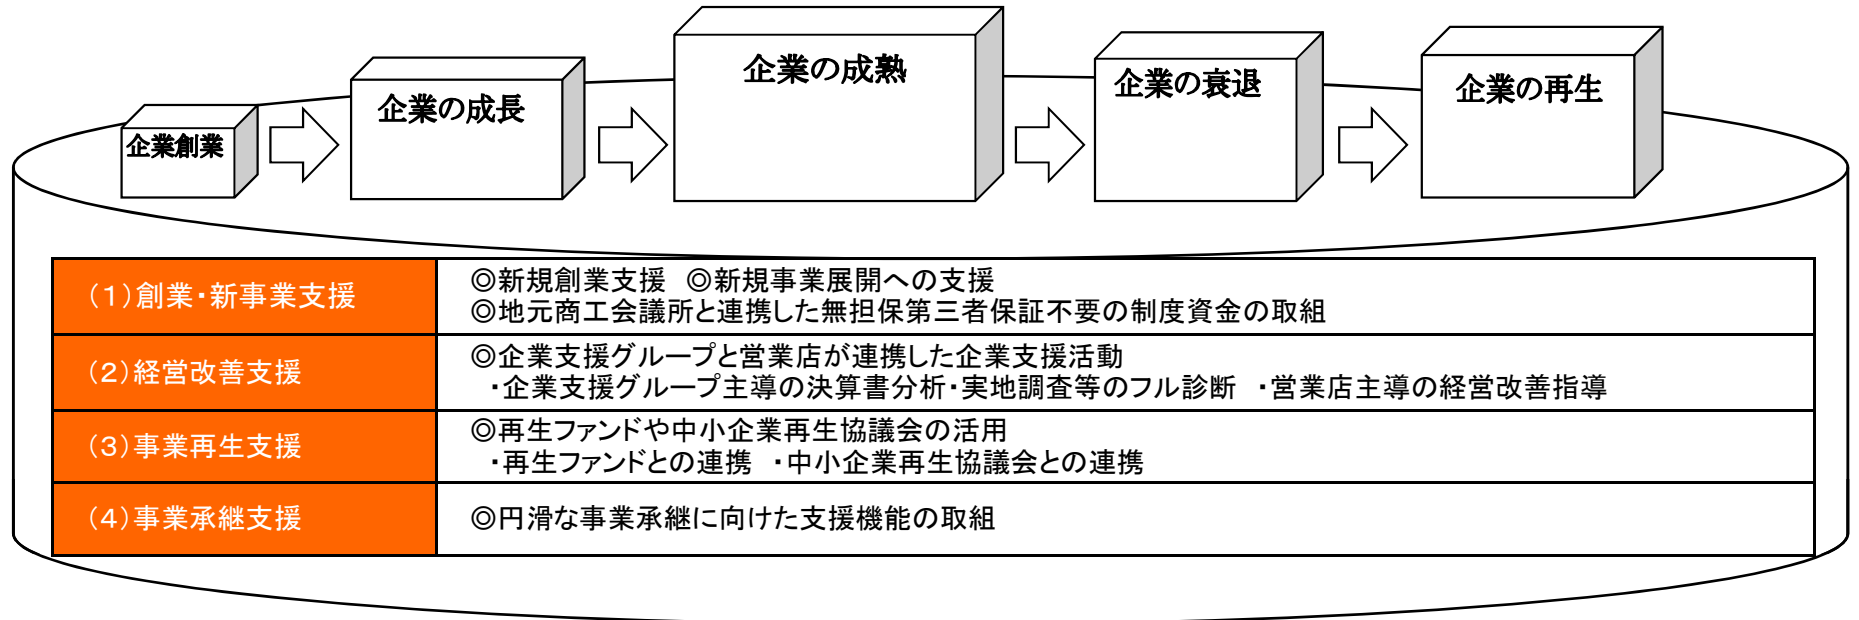 企業創業
企業の成長
企業の成熟
企業の衰退
企業の再生
(1)創業・新事業支援
◎新規創業支援 ◎新規事業展開への支援
◎地元商工会議所と連携した無担保第三者保証不要の制度資金の取組
(2)経営改善支援
◎企業支援グループと営業店が連携した企業支援活動
・企業支援グループ主導の決算書分析・実地調査等のフル診断 ・営業店主導の経営改善指導
(3)事業再生支援
◎再生ファンドや中小企業再生協議会の活用
・再生ファンドとの連携 ・中小企業再生協議会との連携
(4)事業承継支援
◎円滑な事業承継に向けた支援機能の取組